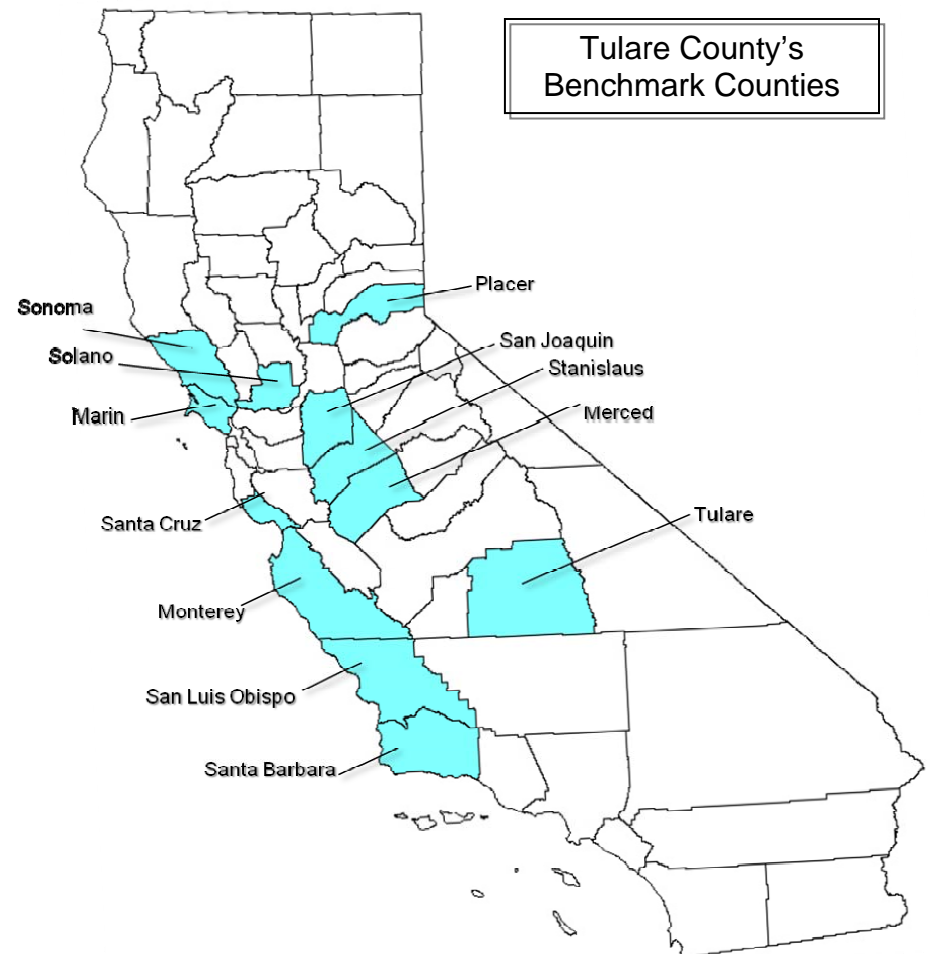 Tulare County's
Benchmark Counties
Placer
Sonoma
San Joaquin
Solano
Stanislaus
Merced
Marin
Santa Cruz
Tulare
Monterey
San Luis Obispo
Santa Barbara